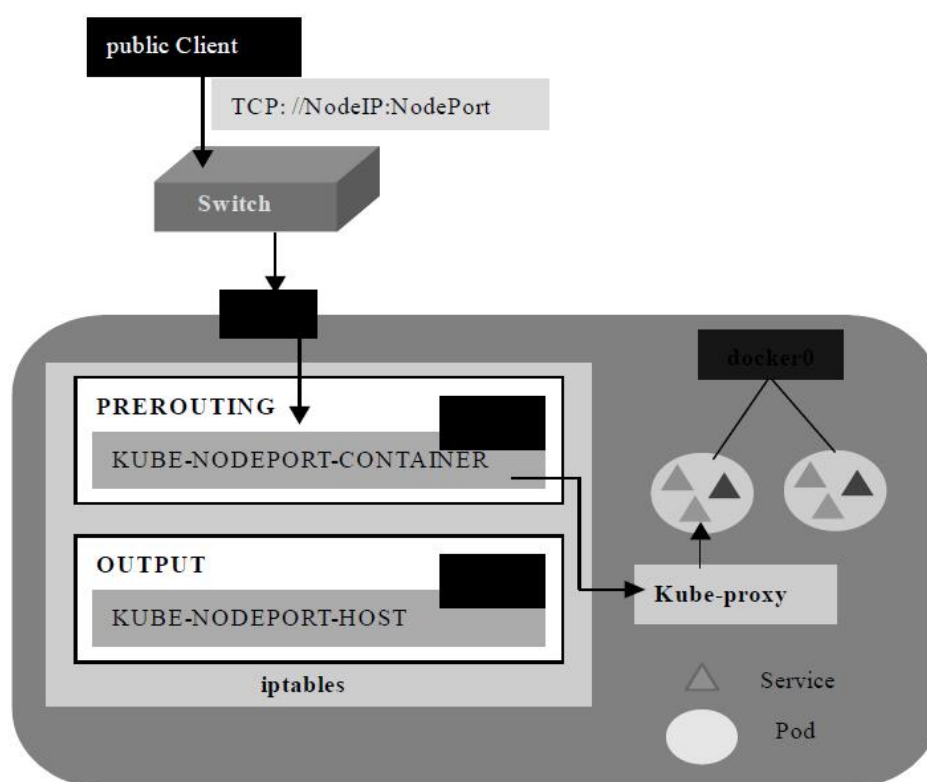 public Client
TCP: //NodeIP:NodePort
Switch
docker0
PREROUTING
KUBE-NODEPORT-CONTAINER
OUTPUT
KUBE-NODEPORT-HOST
Kube-proxy
iptables
Service
Pod